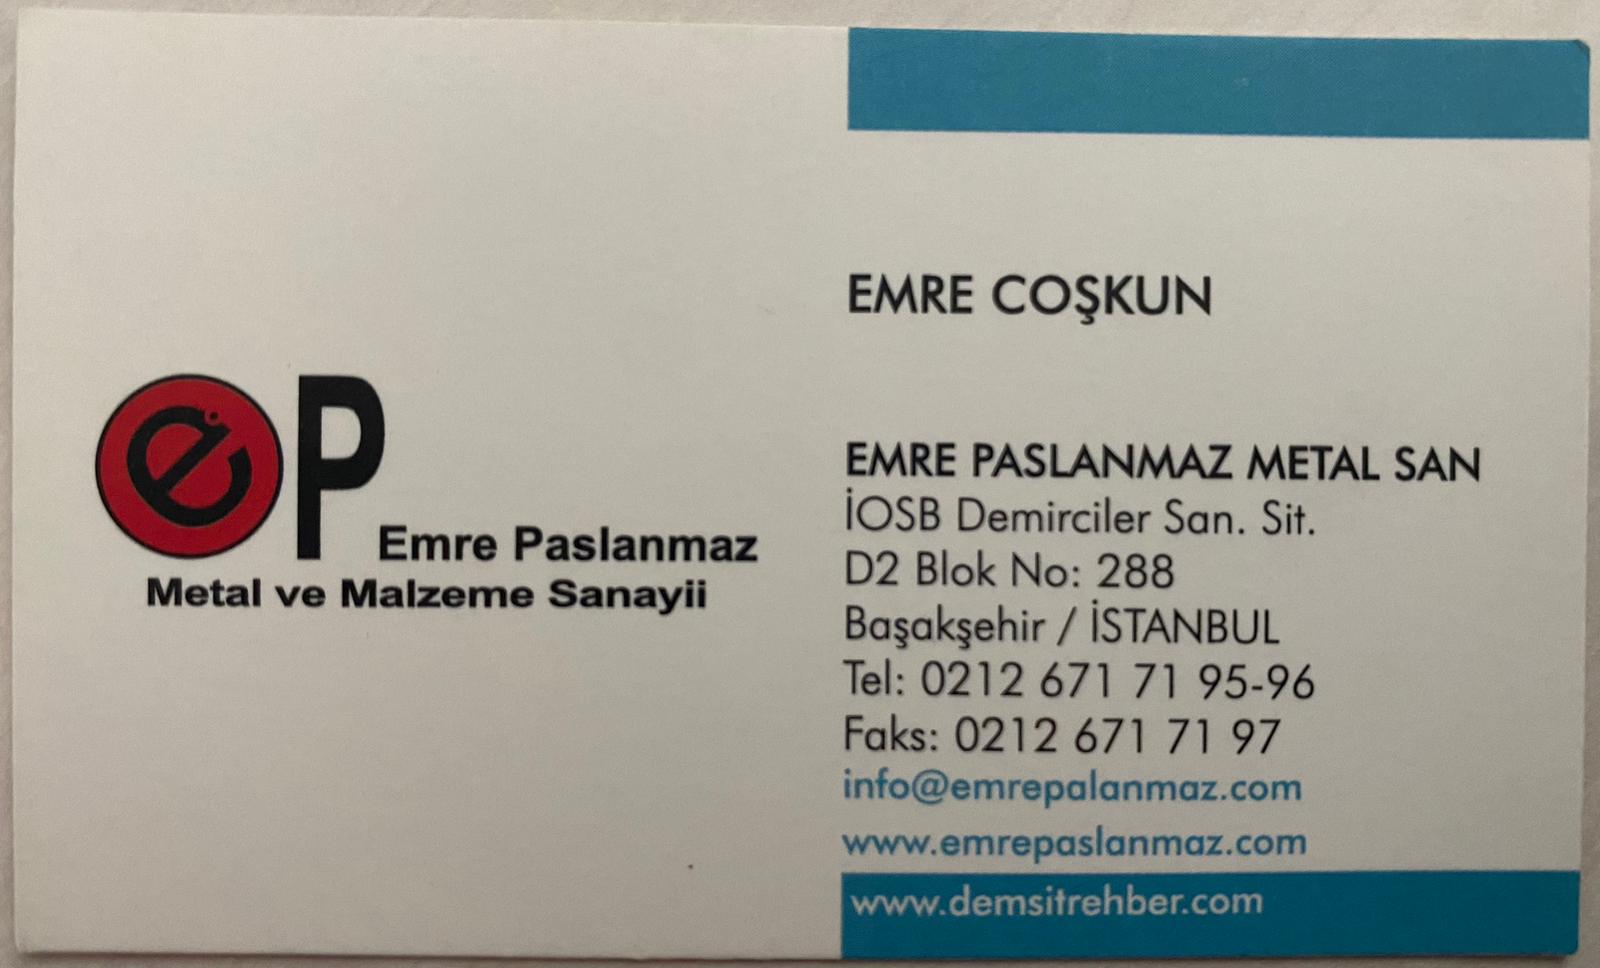 eP Emre Paslanmaz
Metal ve Malzeme Sanayii
EMRE COŞKUN
EMRE PASLANMAZ METAL SAN
İOSB Demirciler San. Sit.
D2 Blok No: 288
Başakşehir / İSTANBUL
Tel: 0212 671 71 95-96
Faks: 0212 671 71 97
info@emrepalanmaz.com
www.emrepaslanmaz.com
www.demsitrehber.com